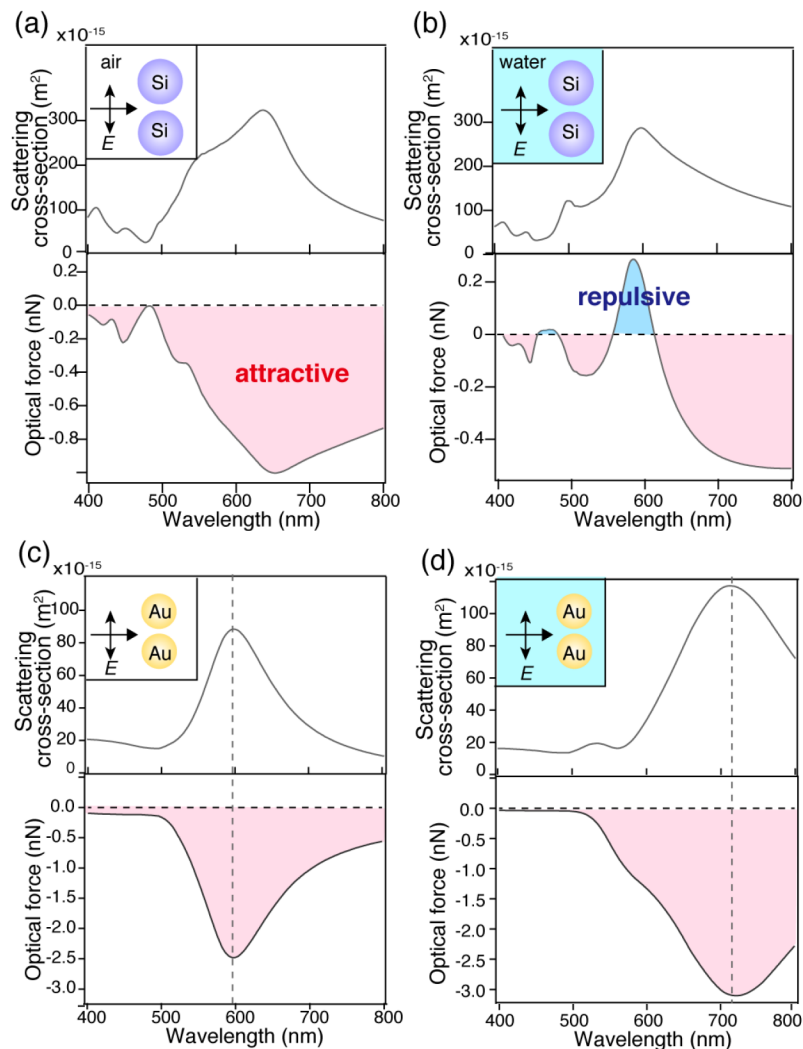 (a)
x10⁻¹⁵
air
Si
Si
E
Scattering
cross-section (m²)
300
200
100
0
0.2
0.0
-0.2
-0.4
-0.6
-0.8
Optical force (nN)
attractive
400 500 600 700 800
Wavelength (nm)
(b)
x10⁻¹⁵
water
Si
Si
E
Scattering
cross-section (m²)
300
200
100
0
0.2
0
-0.2
-0.4
Optical force (nN)
repulsive
400 500 600 700 800
Wavelength (nm)
(c)
x10⁻¹⁵
Au
Au
E
Scattering
cross-section (m²)
100
80
60
40
20
0
0.0
-0.5
-1.0
-1.5
-2.0
-2.5
-3.0
Optical force (nN)
400 500 600 700 800
Wavelength (nm)
(d)
x10⁻¹⁵
Au
Au
E
Scattering
cross-section (m²)
100
80
60
40
20
0
0.0
-0.5
-1.0
-1.5
-2.0
-2.5
-3.0
Optical force (nN)
400 500 600 700 800
Wavelength (nm)